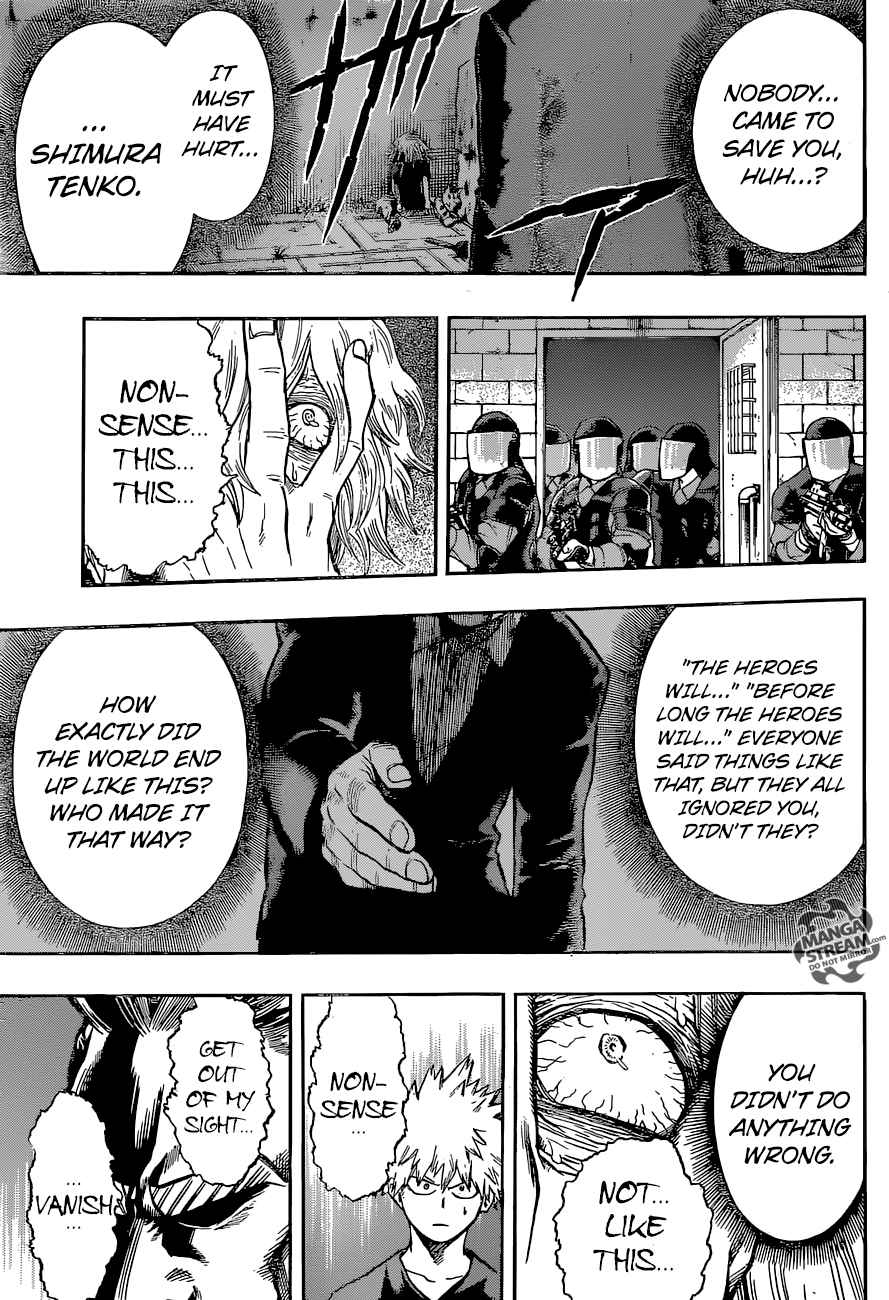 NOBODY...
CAME TO
SAVE YOU,
HUH...?
IT
MUST
HAVE
HURT...
...
SHIMURA
TENKO.
NON-
SENSE...
THIS...
THIS...
"THE HEROES
WILL..." "BEFORE
LONG THE HEROES
WILL..." EVERYONE
SAID THINGS LIKE
THAT, BUT THEY ALL
IGNORED YOU,
DIDN'T THEY?
HOW
EXACTLY DID
THE WORLD END
UP LIKE THIS?
WHO MADE IT
THAT WAY?
MANGA
STREAM.com
DO NOT MIRROR
YOU
DIDN'T DO
ANYTHING
WRONG.
NOT...
LIKE
THIS...
NON-
SENSE
...
GET
OUT
OF MY
SIGHT...
...
VANISH
...